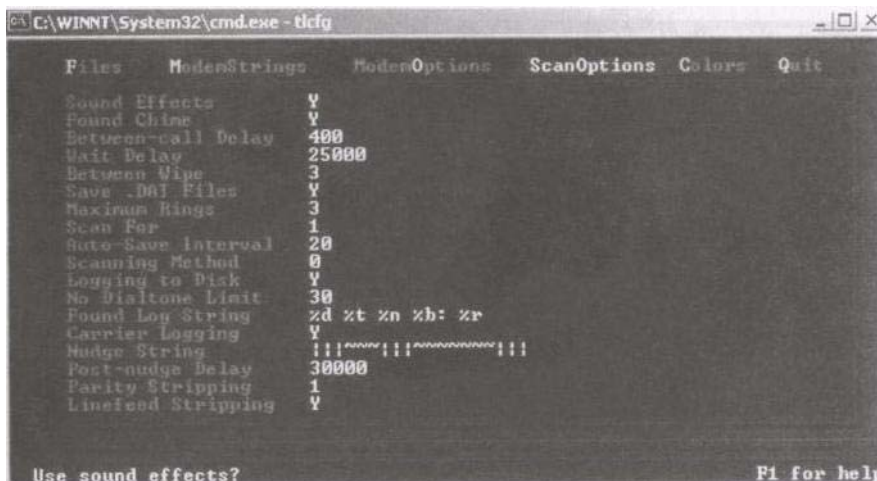 C:\WINNT\System32\cmd.exe - tlcfg
Files ModemStrings ModemOptions ScanOptions Colors Quit
Sound Effects Y
Found Chime Y
Between-call Delay 400
Wait Delay 25000
Between Wipe 3
Save .DAT Files Y
Maximum Rings 3
Scan For 1
Auto-Save Interval 20
Scanning Method 0
Logging to Disk Y
No Dialtone Limit 30
Found Log String %d %t %n %b: %r
Carrier Logging Y
Nudge String ¦¦¦~~~¦¦¦~~~~~~~~¦¦¦
Post-nudge Delay 30000
Parity Stripping 1
Linefeed Stripping Y
Use sound effects? F1 for help